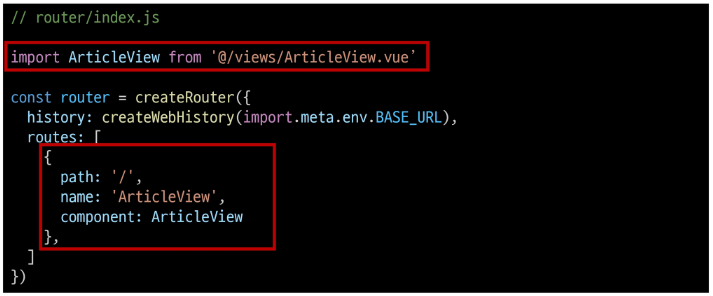 // router/index.js
import ArticleView from '@/views/ArticleView.vue’
const router = createRouter({
  history: createWebHistory(import.meta.env.BASE_URL),
  routes: [
    {
      path: '/',
      name: 'ArticleView',
      component: ArticleView
    },
  ]
})